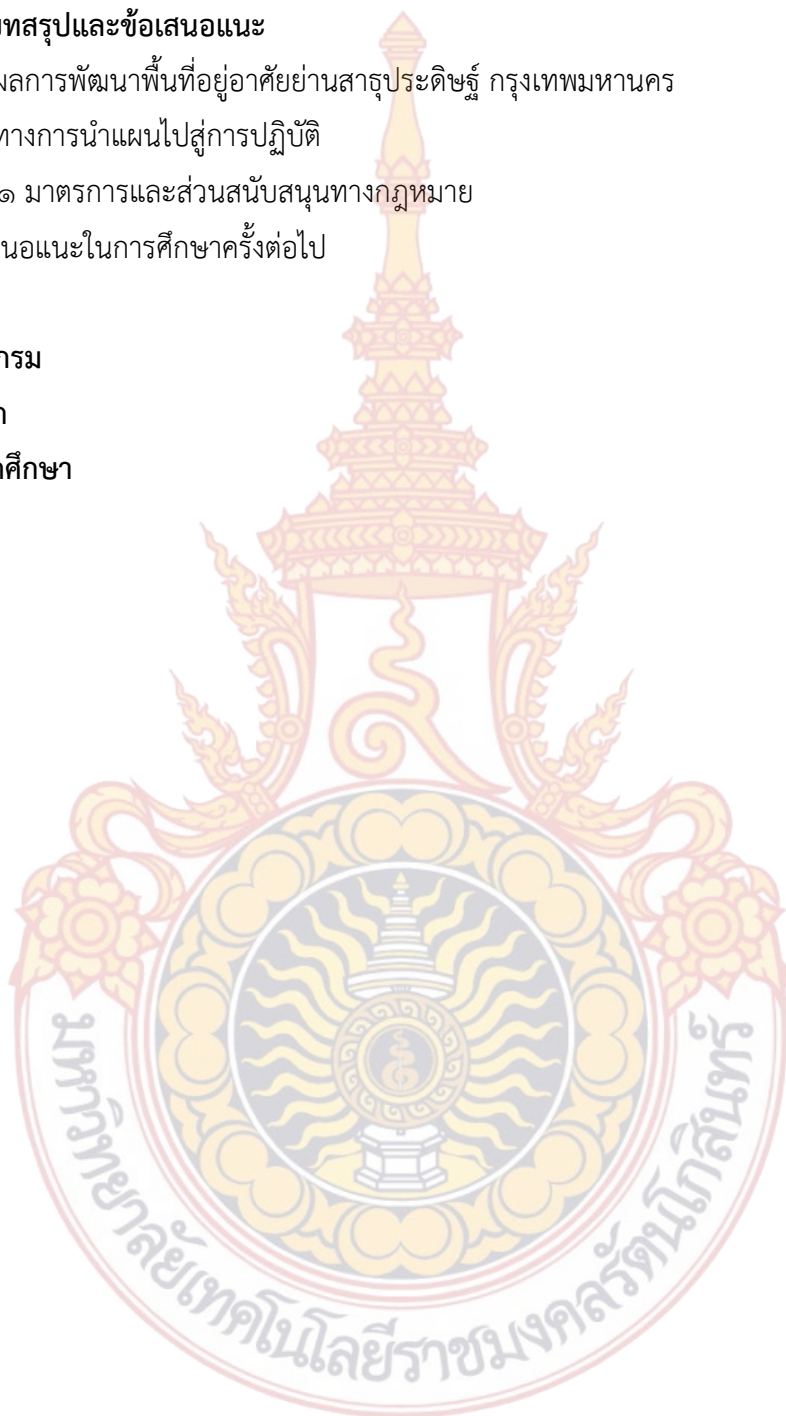 บทสรุปและข้อเสนอแนะ
ผลการพัฒนาพื้นที่อยู่อาศัยย่านสาธุประดิษฐ์ กรุงเทพมหานคร
ทางการนำแผนไปสู่การปฏิบัติ
๑ มาตรการและส่วนสนับสนุนทางกฎหมาย
นอแนะในการศึกษาครั้งต่อไป
กรม
ศึกษา
มหาวิทยาลัยเทคโนโลยีราชมงคลรัตนโกสินทร์